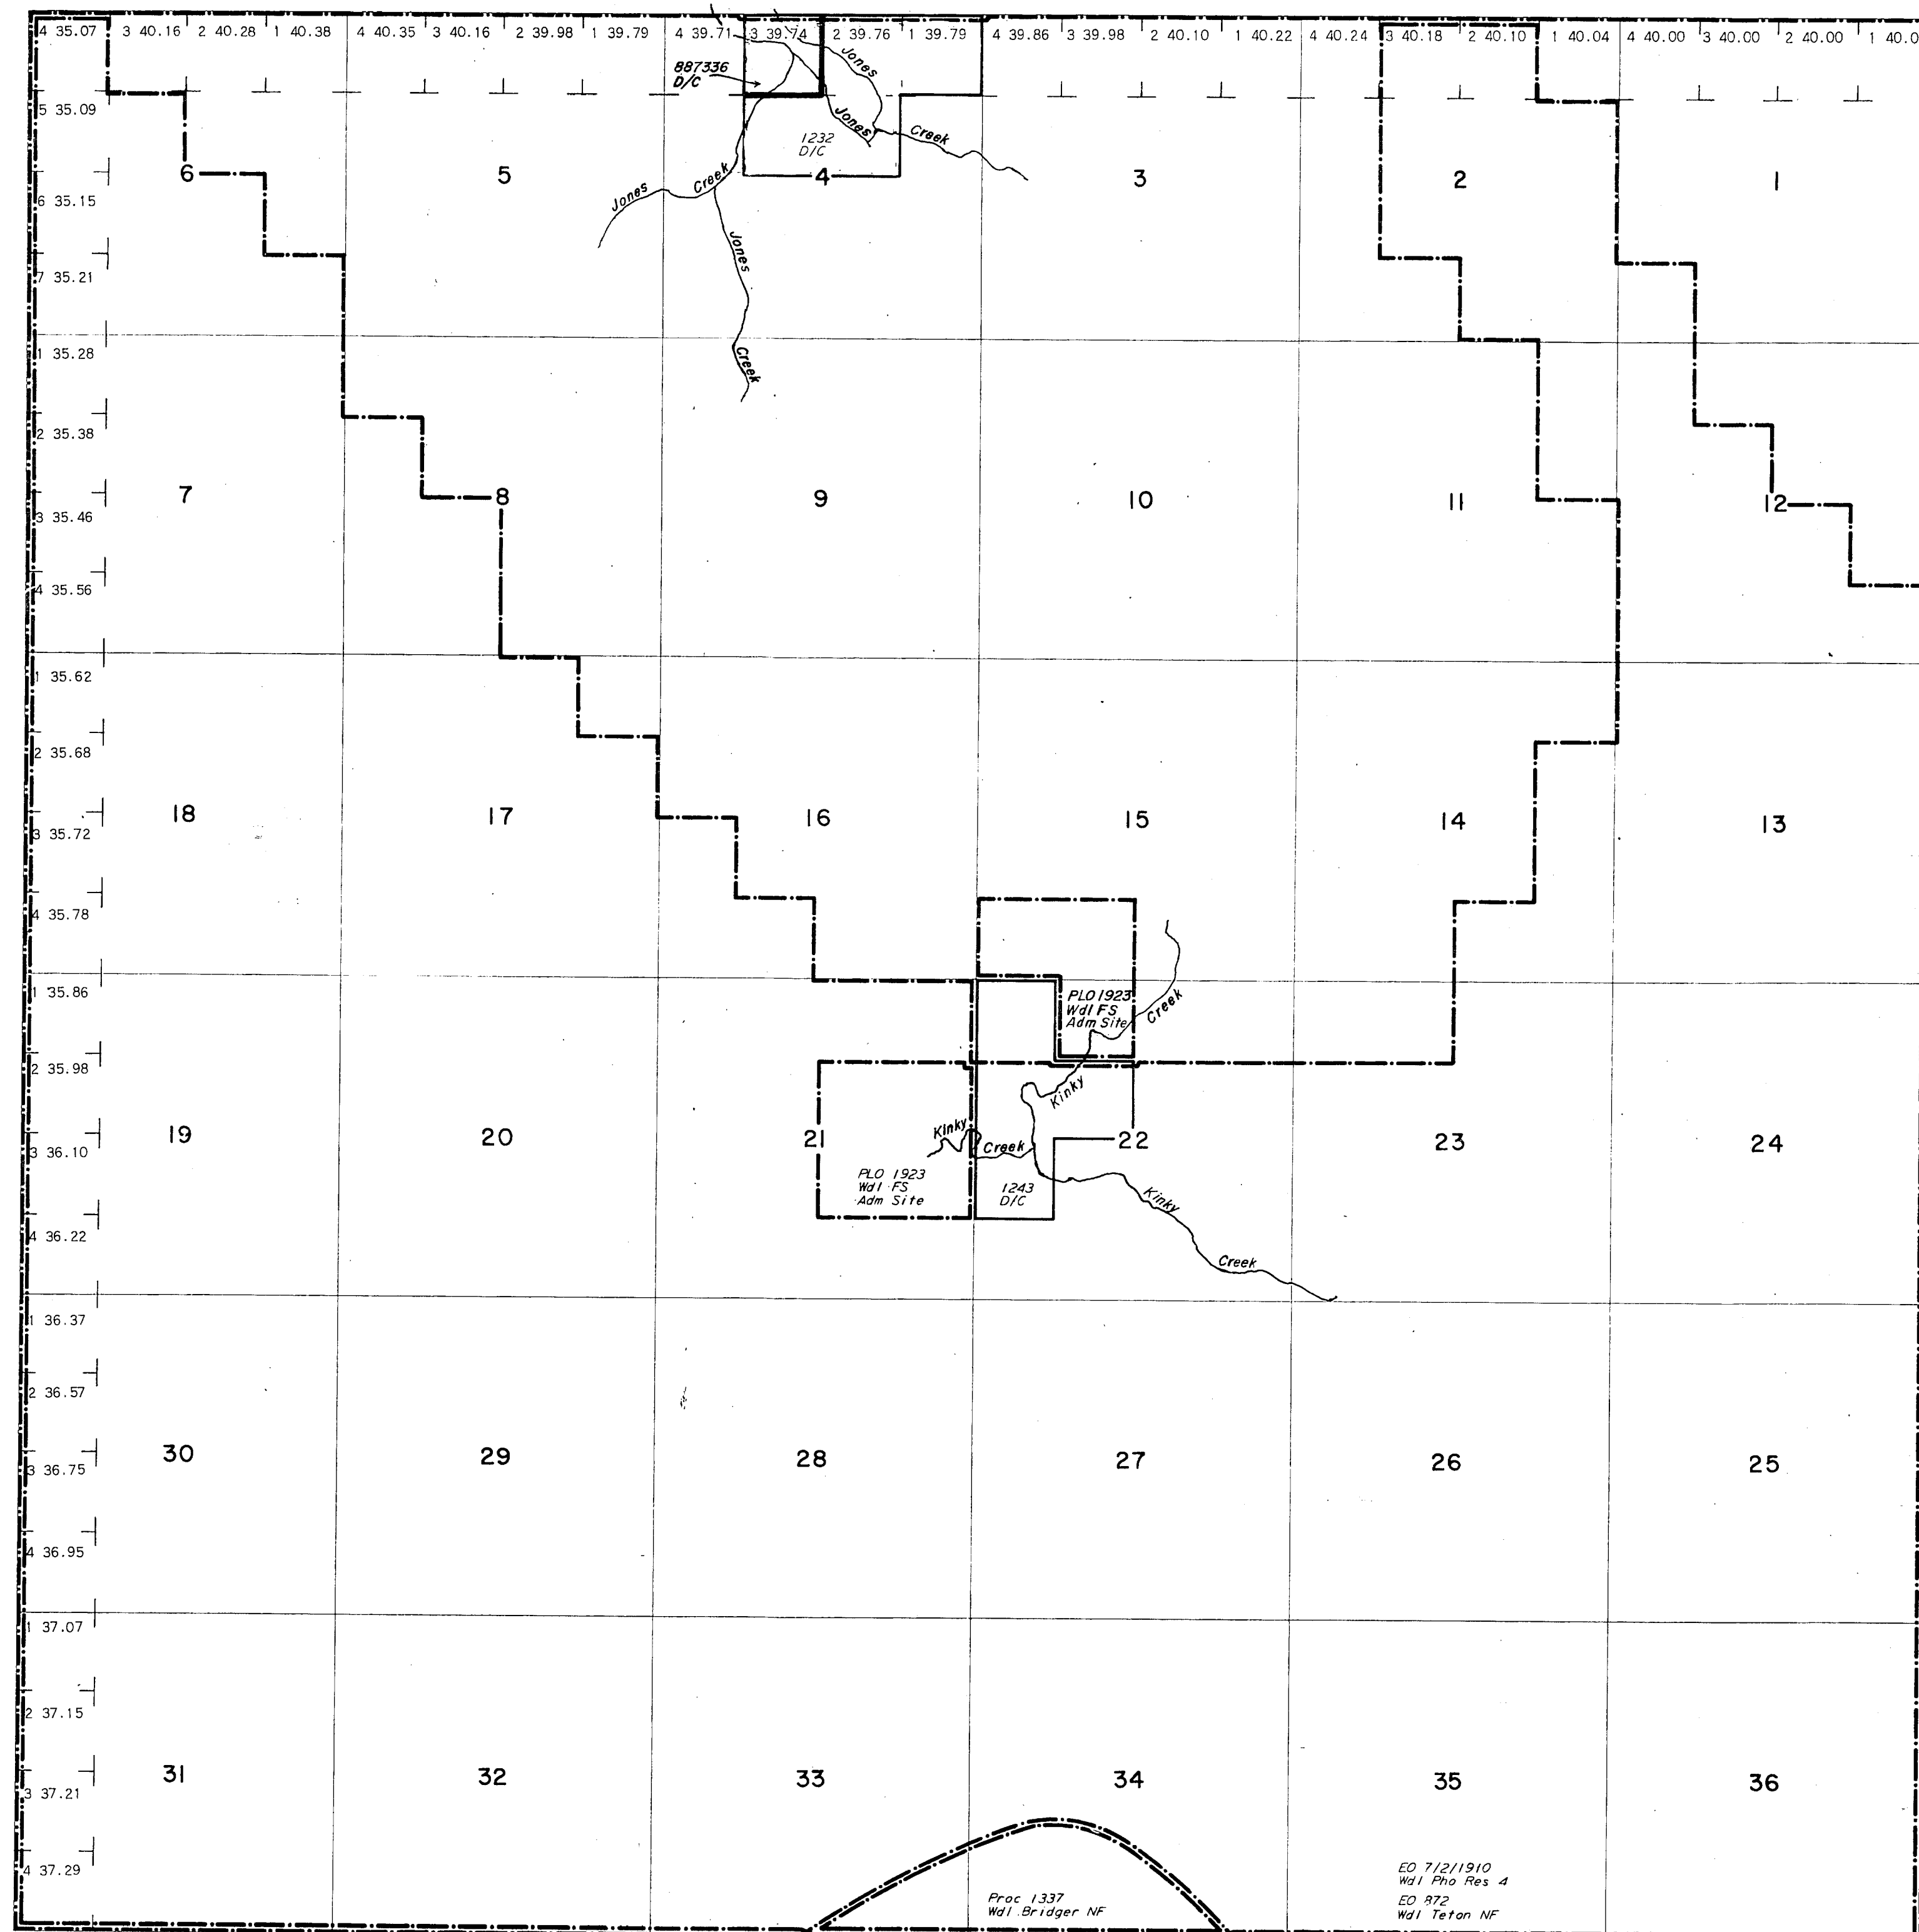 4 35.07 3 40.16 2 40.28 1 40.38 4 40.35 3 40.16 2 39.98 1 39.79 4 39.71 3 39.74 2 39.76 1 39.79 4 39.86 3 39.98 2 40.10 1 40.22 4 40.24 3 40.18 2 40.10 1 40.04 4 40.00 3 40.00 2 40.00 1 40.0
Jones
887336
D/C
5 35.09
Jones
Creek
1232
D/C
6 5 4 3 2 1
Creek
Jones
6 35.15
Jones
7 35.21
1 35.28
Creek
2 35.38
7 8 9 10 11 12
3 35.46
4 35.56
1 35.62
2 35.68
18 17 16 15 14 13
3 35.72
4 35.78
1 35.86
PLO 1923
Wdl FS
Adm Site
Creek
2 35.98
Kinky
Kinky
19 20 21 22 23 24
Creek
3 36.10
PLO 1923
Wdl FS
Adm Site
1243
D/C
Kinky
4 36.22
Creek
1 36.37
2 36.57
30 29 28 27 26 25
3 36.75
4 36.95
1 37.07
2 37.15
31 32 33 34 35 36
3 37.21
4 37.29
EO 7/2/1910
Wdl Pho Res 4
Proc 1337
Wdl Bridger NF
EO 872
Wdl Teton NF